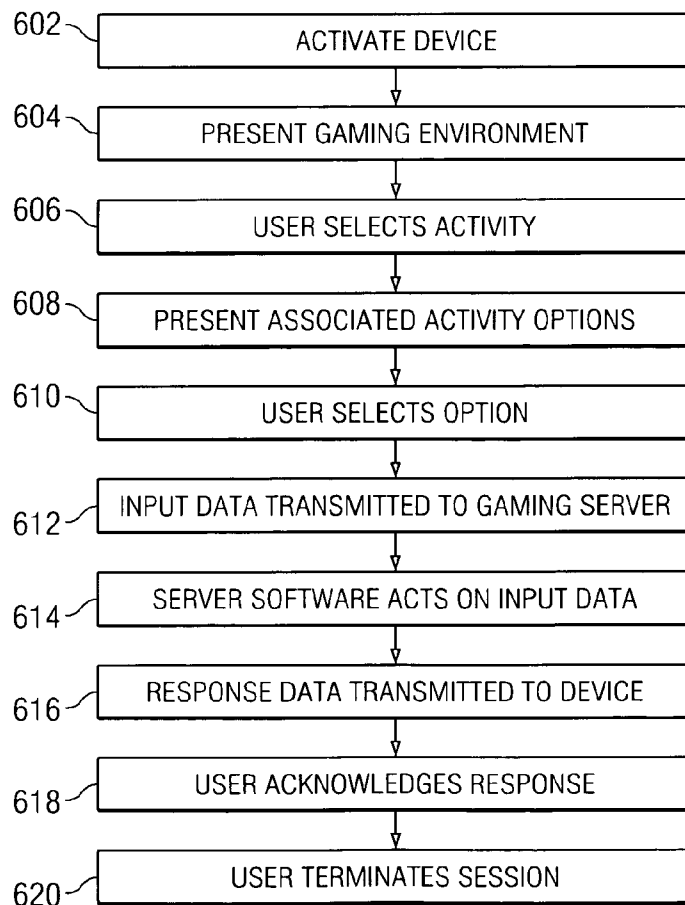 602 ACTIVATE DEVICE
604 PRESENT GAMING ENVIRONMENT
606 USER SELECTS ACTIVITY
608 PRESENT ASSOCIATED ACTIVITY OPTIONS
610 USER SELECTS OPTION
612 INPUT DATA TRANSMITTED TO GAMING SERVER
614 SERVER SOFTWARE ACTS ON INPUT DATA
616 RESPONSE DATA TRANSMITTED TO DEVICE
618 USER ACKNOWLEDGES RESPONSE
620 USER TERMINATES SESSION